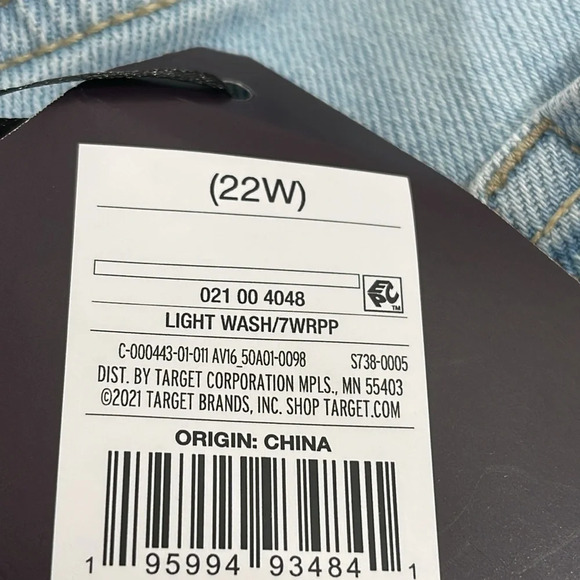 (22W)
021 00 4048
EPC™
LIGHT WASH/7WRPP
C-000443-01-011 AV16_50A01-0098 S738-0005
DIST. BY TARGET CORPORATION MPLS., MN 55403
©2021 TARGET BRANDS, INC. SHOP TARGET.COM
ORIGIN: CHINA
1 95994 93484 1